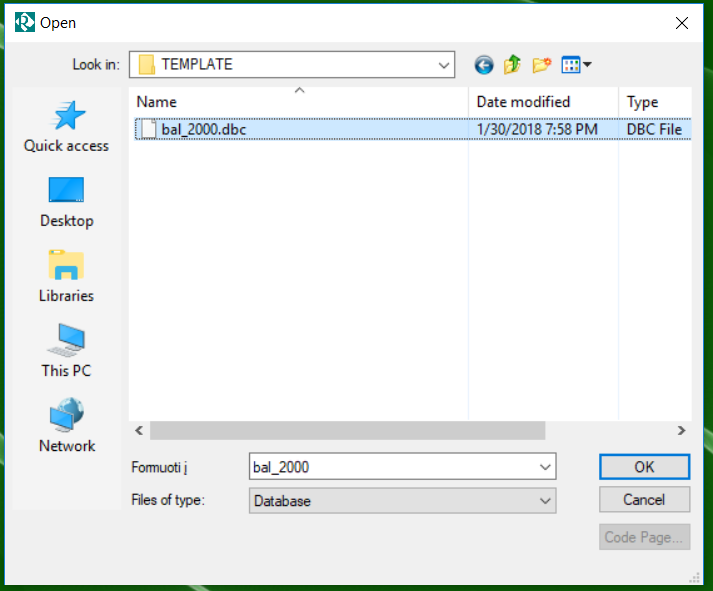 Open
Look in: TEMPLATE
Name Date modified Type
bal_2000.dbc 1/30/2018 7:58 PM DBC File
Quick access
Desktop
Libraries
This PC
Network
Formuoti į bal_2000 OK
Files of type: Database Cancel
Code Page...